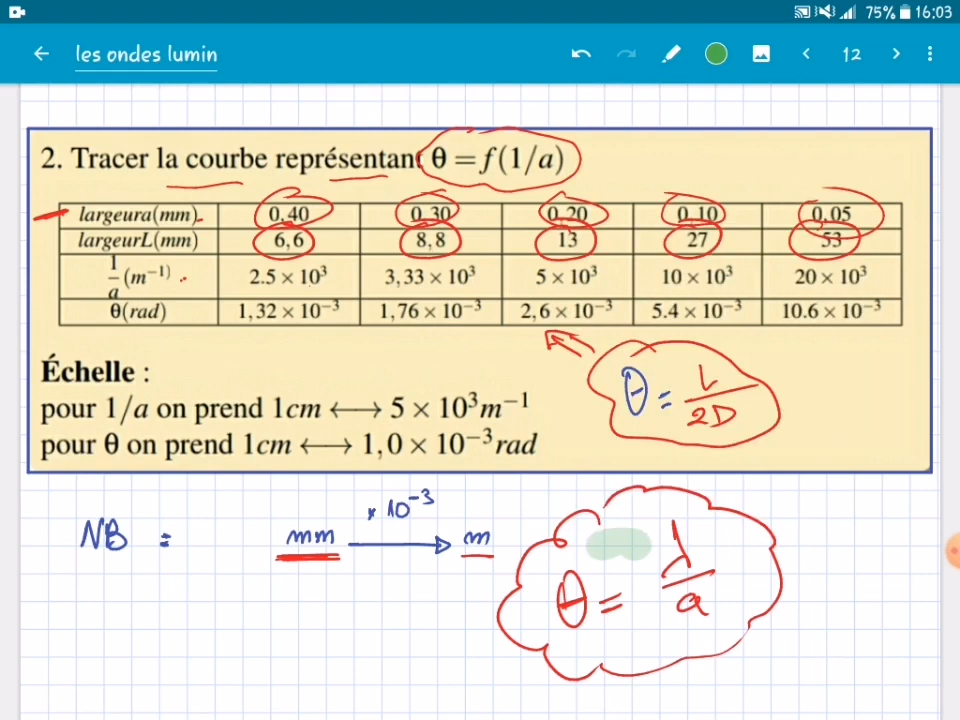 75% 16:03
les ondes lumin 12
2. Tracer la courbe représentant θ = f(1/a)
largeura(mm) 0,40 0,30 0,20 0,10 0,05
largeurL(mm) 6,6 8,8 13 27 53
1/a (m⁻¹) 2.5 × 10³ 3,33 × 10³ 5 × 10³ 10 × 10³ 20 × 10³
θ(rad) 1,32 × 10⁻³ 1,76 × 10⁻³ 2,6 × 10⁻³ 5.4 × 10⁻³ 10.6 × 10⁻³
Échelle :
pour 1/a on prend 1cm ⟷ 5 × 10³m⁻¹
pour θ on prend 1cm ⟷ 1,0 × 10⁻³rad
θ = L/2D
NB : mm × 10⁻³ → m
θ = λ/a